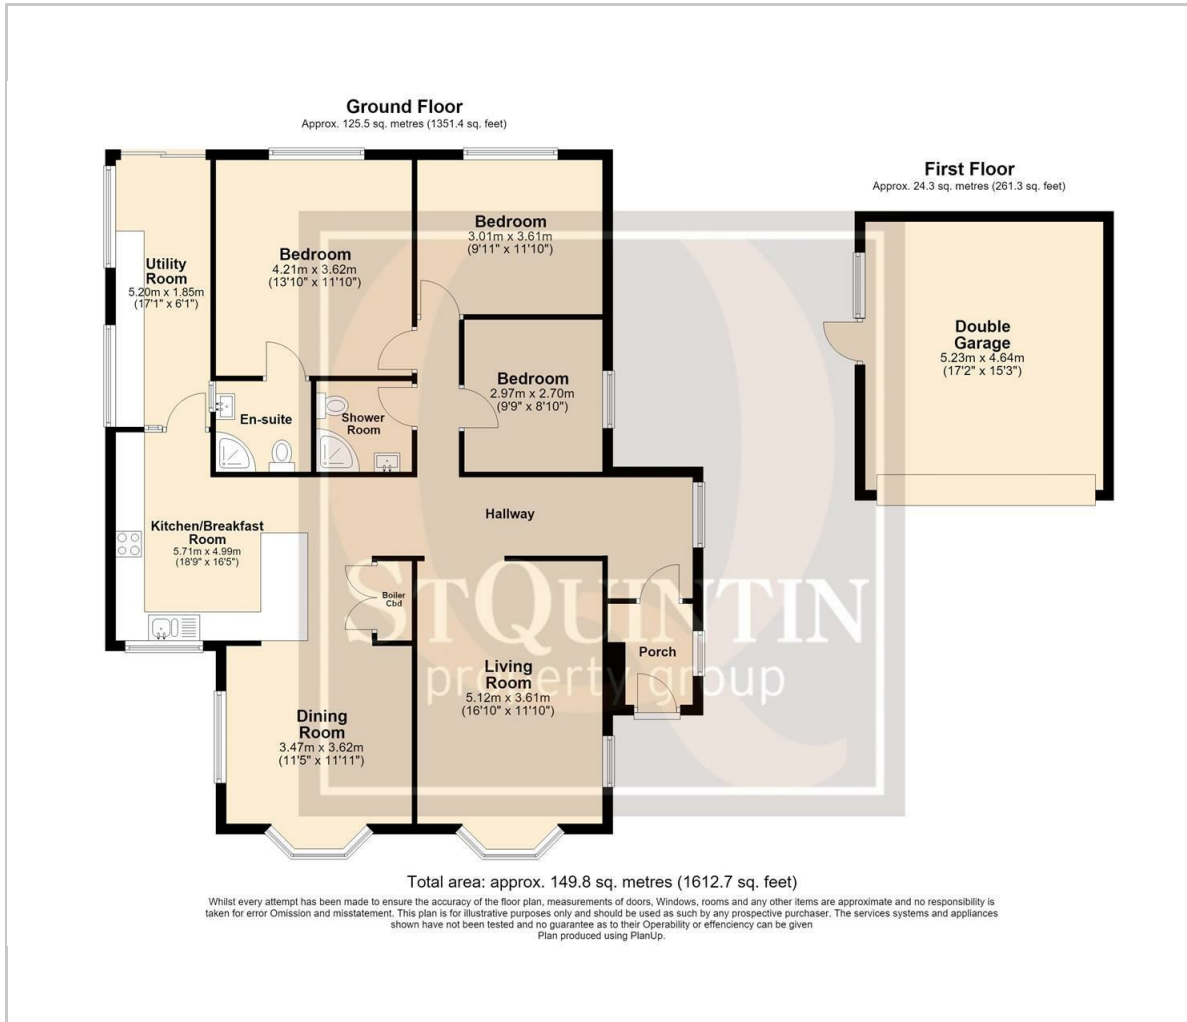 Ground Floor
Approx. 125.5 sq. metres (1351.4 sq. feet)
First Floor
Approx. 24.3 sq. metres (261.3 sq. feet)
Bedroom
3.01m x 3.61m
(9'11" x 11'10")
Bedroom
4.21m x 3.62m
(13'10" x 11'10")
Utility
Room
5.20m x 1.85m
(17'1" x 6'1")
Double
Garage
5.23m x 4.64m
(17'2" x 15'3")
Bedroom
2.97m x 2.70m
(9'9" x 8'10")
En-suite
Shower
Room
Hallway
Kitchen/Breakfast
Room
5.71m x 4.99m
(18'9" x 16'5")
Boiler
Cbd
STQUINTIN
property group
Porch
Living
Room
5.12m x 3.61m
(16'10" x 11'10")
Dining
Room
3.47m x 3.62m
(11'5" x 11'11")
Total area: approx. 149.8 sq. metres (1612.7 sq. feet)
Whilst every attempt has been made to ensure the accuracy of the floor plan, measurements of doors, Windows, rooms and any other items are approximate and no responsibility is
taken for error Omission and misstatement. This plan is for illustrative purposes only and should be used as such by any prospective purchaser. The services systems and appliances
shown have not been tested and no guarantee as to their Operability or effenciency can be given
Plan produced using PlanUp.